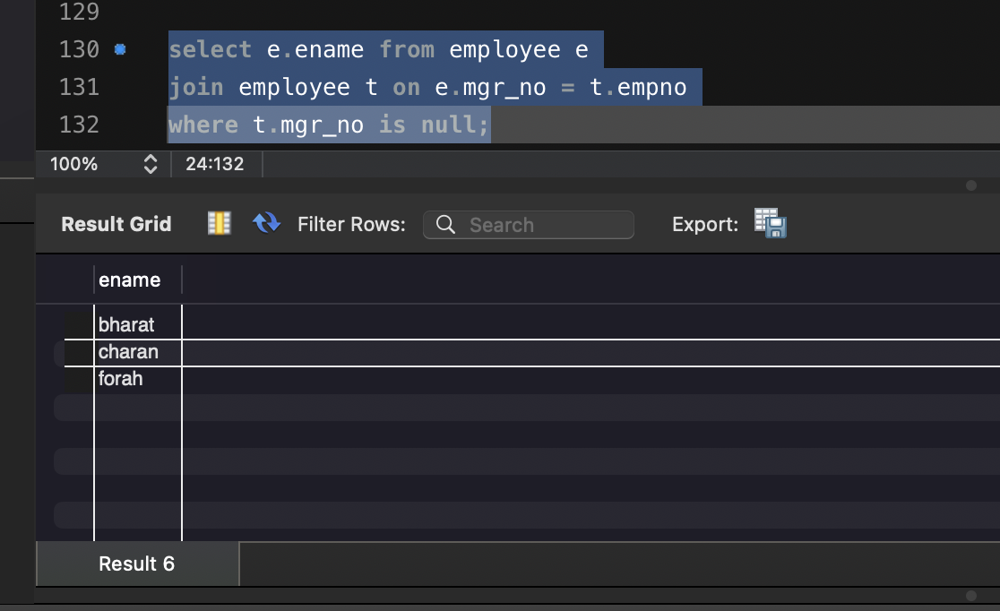 129
130 select e.ename from employee e
131 join employee t on e.mgr_no = t.empno
132 where t.mgr_no is null;
100% 24:132
Result Grid Filter Rows: Search Export:
ename
bharat
charan
forah
Result 6